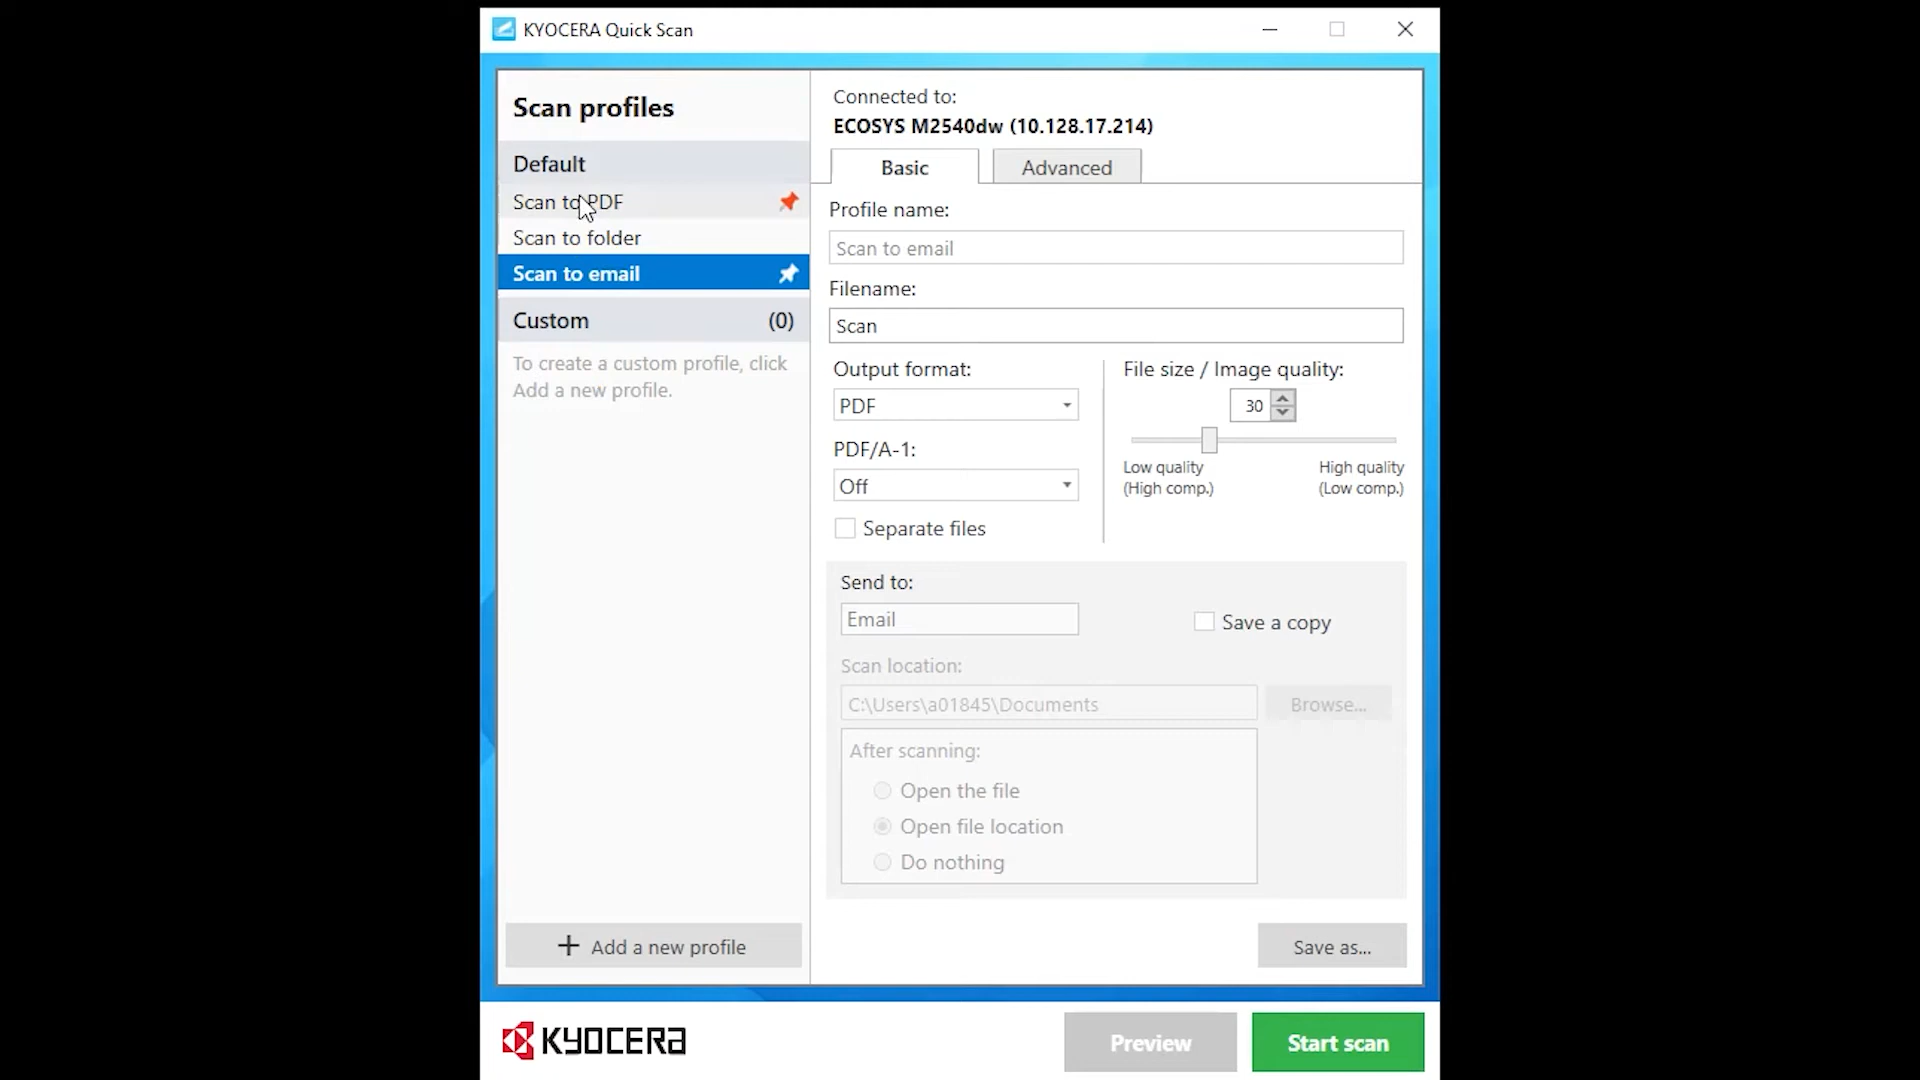 KYOCERA Quick Scan
Scan profiles
Default
Scan to PDF
Scan to folder
Scan to email
Custom (0)
To create a custom profile, click
Add a new profile.
Add a new profile
Connected to:
ECOSYS M2540dw (10.128.17.214)
Basic Advanced
Profile name:
Scan to email
Filename:
Scan
Output format:
PDF
PDF/A-1:
Off
Separate files
File size / Image quality:
30
Low quality High quality
(High comp.) (Low comp.)
Send to:
Email
Save a copy
Scan location:
C:\Users\a01845\Documents Browse...
After scanning:
Open the file
Open file location
Do nothing
Save as...
KYOCERA
Preview Start scan